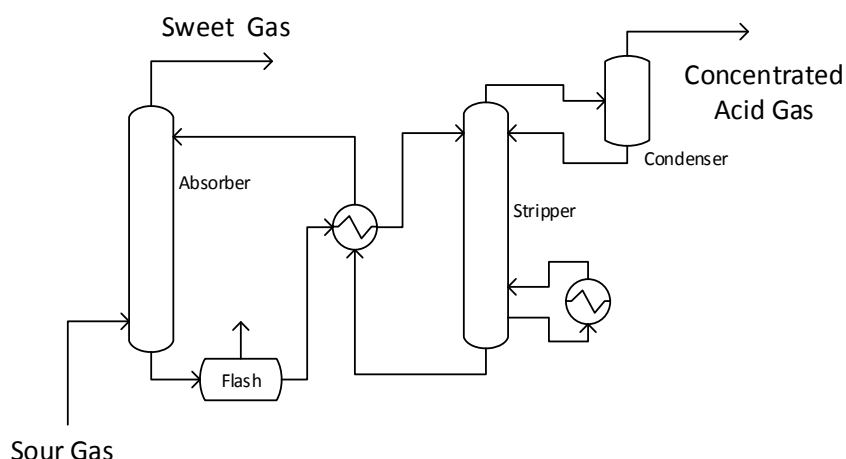 Sweet Gas
Concentrated
Acid Gas
Condenser
Absorber
Stripper
Flash
Sour Gas